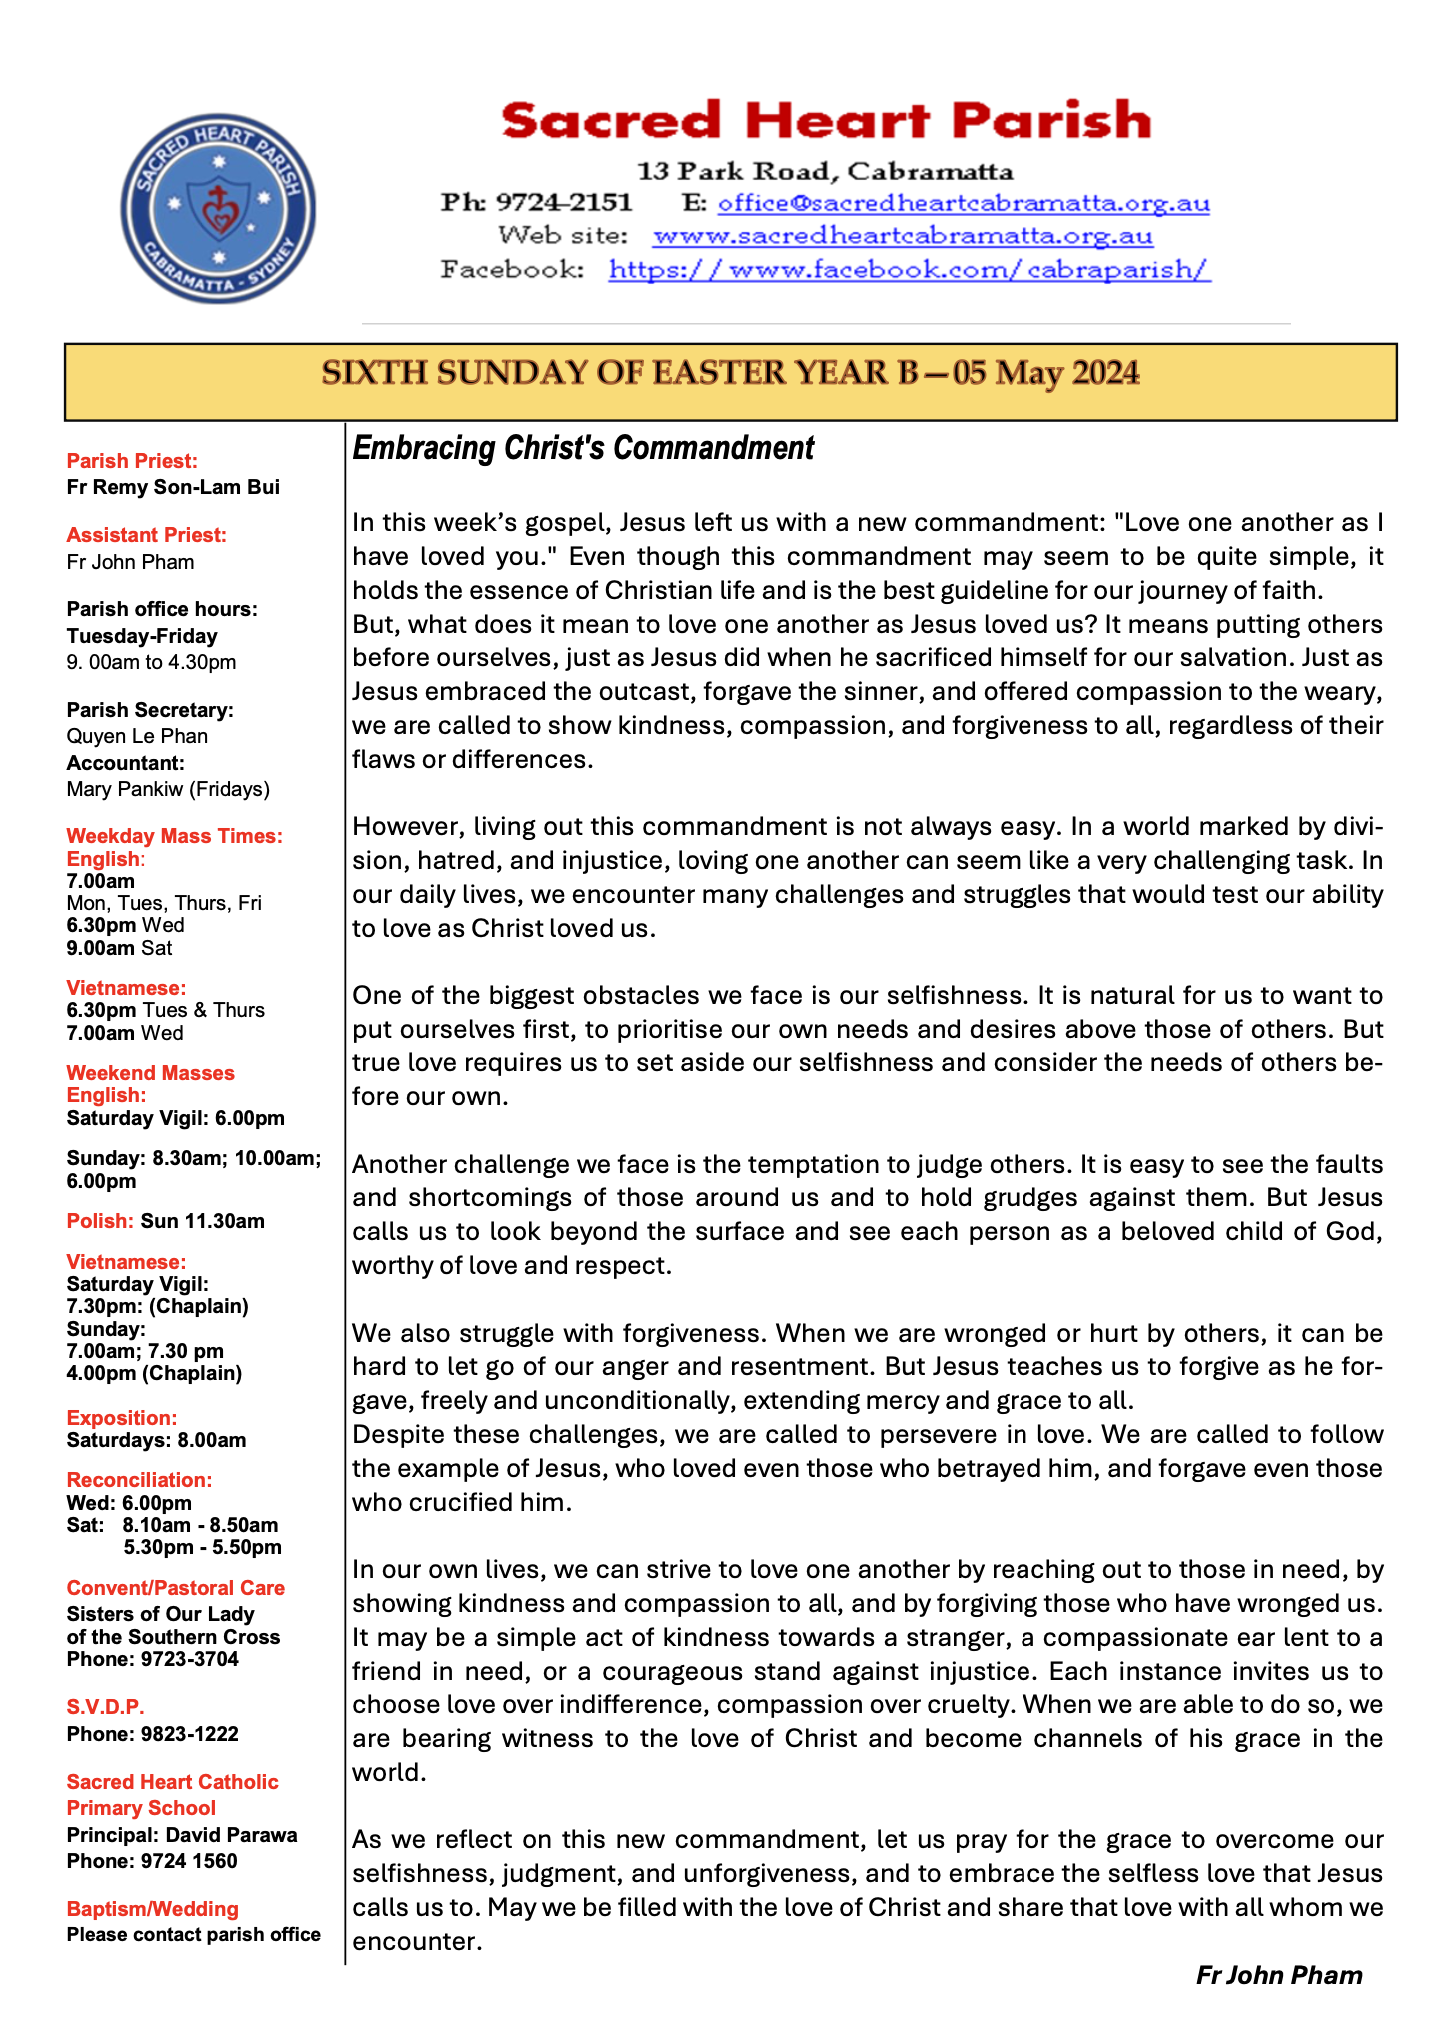 SACRED HEART PARISH
CABRAMATTA - SYDNEY
Sacred Heart Parish
13 Park Road, Cabramatta
Ph: 9724-2151 E: office@sacredheartcabramatta.org.au
Web site: www.sacredheartcabramatta.org.au
Facebook: https://www.facebook.com/cabraparish/
SIXTH SUNDAY OF EASTER YEAR B—05 May 2024
Parish Priest:
Fr Remy Son-Lam Bui
Assistant Priest:
Fr John Pham
Parish office hours:
Tuesday-Friday
9. 00am to 4.30pm
Parish Secretary:
Quyen Le Phan
Accountant:
Mary Pankiw (Fridays)
Weekday Mass Times:
English:
7.00am
Mon, Tues, Thurs, Fri
6.30pm Wed
9.00am Sat
Vietnamese:
6.30pm Tues & Thurs
7.00am Wed
Weekend Masses
English:
Saturday Vigil: 6.00pm
Sunday: 8.30am; 10.00am;
6.00pm
Polish: Sun 11.30am
Vietnamese:
Saturday Vigil:
7.30pm: (Chaplain)
Sunday:
7.00am; 7.30 pm
4.00pm (Chaplain)
Exposition:
Saturdays: 8.00am
Reconciliation:
Wed: 6.00pm
Sat: 8.10am - 8.50am
5.30pm - 5.50pm
Convent/Pastoral Care
Sisters of Our Lady
of the Southern Cross
Phone: 9723-3704
S.V.D.P.
Phone: 9823-1222
Sacred Heart Catholic
Primary School
Principal: David Parawa
Phone: 9724 1560
Baptism/Wedding
Please contact parish office
Embracing Christ's Commandment
In this week’s gospel, Jesus left us with a new commandment: "Love one another as I
have loved you." Even though this commandment may seem to be quite simple, it
holds the essence of Christian life and is the best guideline for our journey of faith.
But, what does it mean to love one another as Jesus loved us? It means putting others
before ourselves, just as Jesus did when he sacrificed himself for our salvation. Just as
Jesus embraced the outcast, forgave the sinner, and offered compassion to the weary,
we are called to show kindness, compassion, and forgiveness to all, regardless of their
flaws or differences.
However, living out this commandment is not always easy. In a world marked by divi-
sion, hatred, and injustice, loving one another can seem like a very challenging task. In
our daily lives, we encounter many challenges and struggles that would test our ability
to love as Christ loved us.
One of the biggest obstacles we face is our selfishness. It is natural for us to want to
put ourselves first, to prioritise our own needs and desires above those of others. But
true love requires us to set aside our selfishness and consider the needs of others be-
fore our own.
Another challenge we face is the temptation to judge others. It is easy to see the faults
and shortcomings of those around us and to hold grudges against them. But Jesus
calls us to look beyond the surface and see each person as a beloved child of God,
worthy of love and respect.
We also struggle with forgiveness. When we are wronged or hurt by others, it can be
hard to let go of our anger and resentment. But Jesus teaches us to forgive as he for-
gave, freely and unconditionally, extending mercy and grace to all.
Despite these challenges, we are called to persevere in love. We are called to follow
the example of Jesus, who loved even those who betrayed him, and forgave even those
who crucified him.
In our own lives, we can strive to love one another by reaching out to those in need, by
showing kindness and compassion to all, and by forgiving those who have wronged us.
It may be a simple act of kindness towards a stranger, a compassionate ear lent to a
friend in need, or a courageous stand against injustice. Each instance invites us to
choose love over indifference, compassion over cruelty. When we are able to do so, we
are bearing witness to the love of Christ and become channels of his grace in the
world.
As we reflect on this new commandment, let us pray for the grace to overcome our
selfishness, judgment, and unforgiveness, and to embrace the selfless love that Jesus
calls us to. May we be filled with the love of Christ and share that love with all whom we
encounter.
Fr John Pham